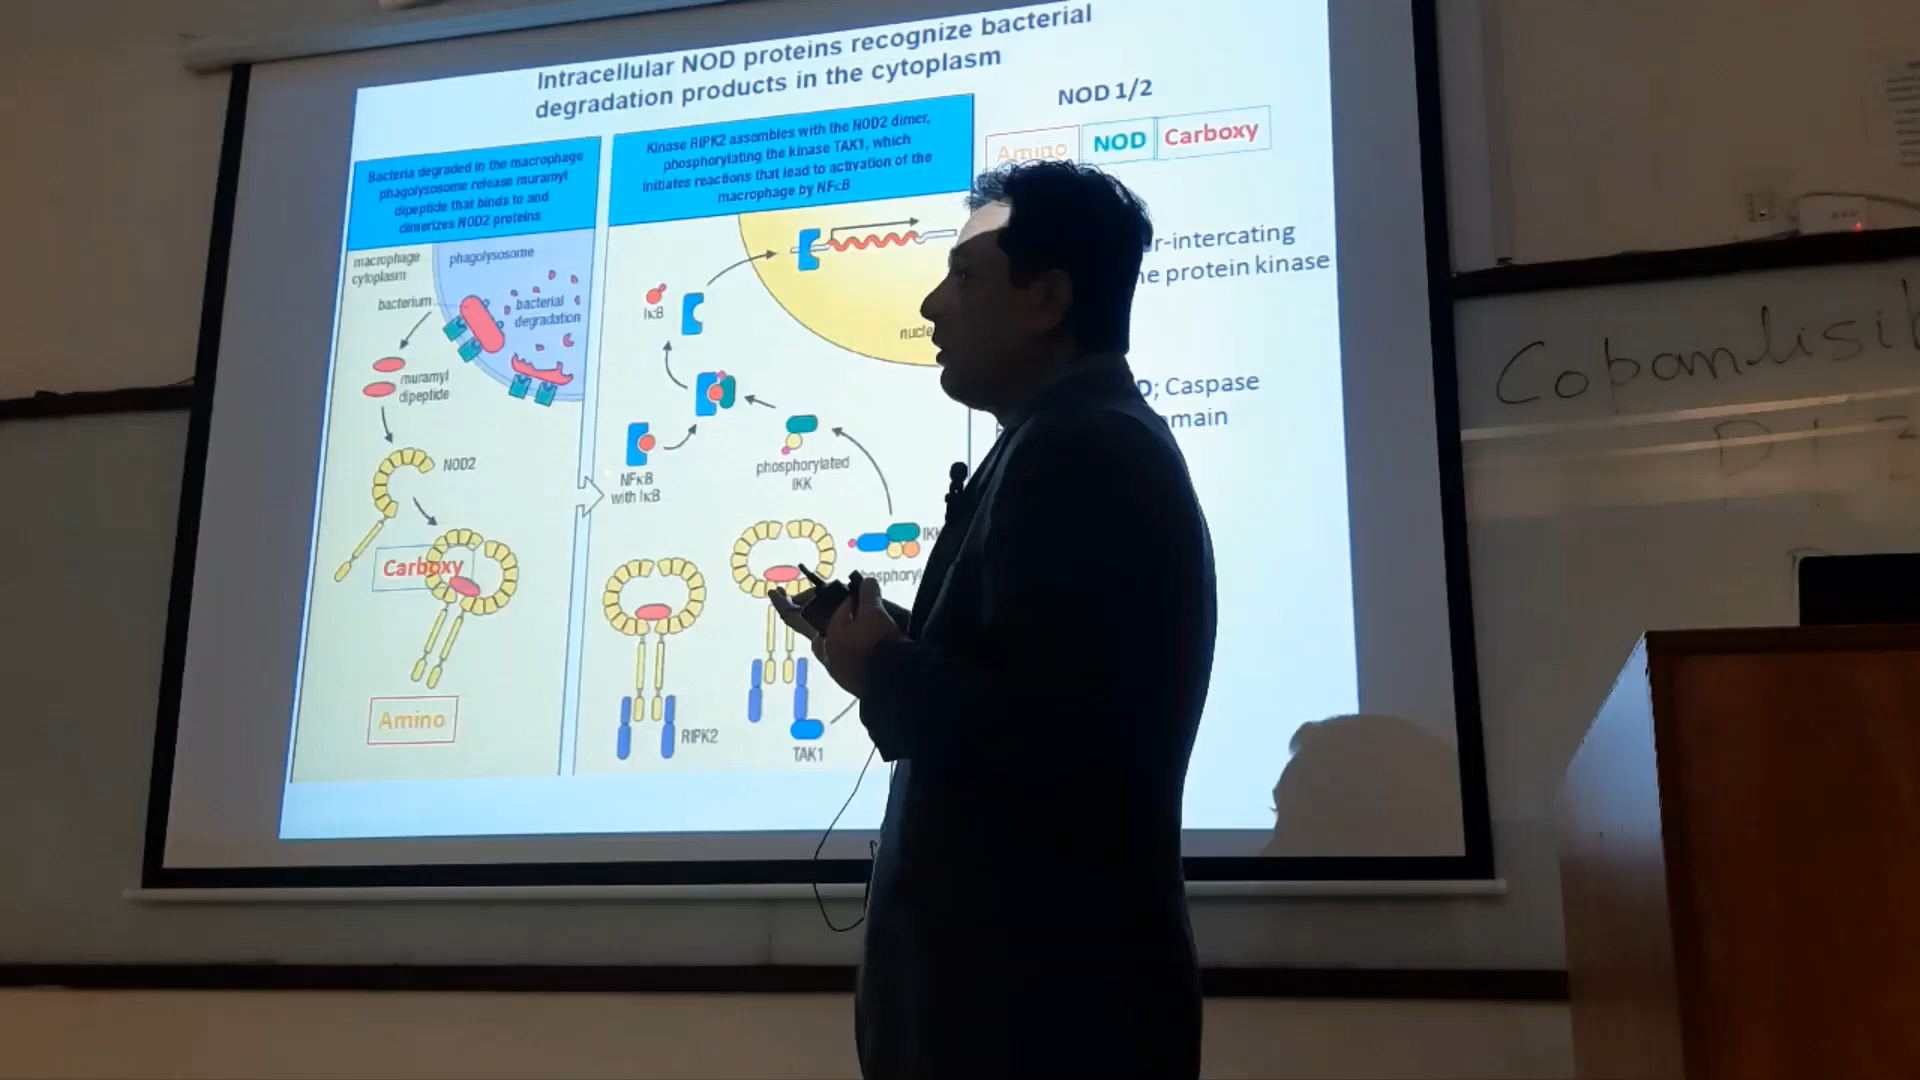 Intracellular NOD proteins recognize bacterial
degradation products in the cytoplasm
Bacteria degraded in the macrophage
phagolysosome release muramyl
dipeptide that binds to and
dimerizes NOD2 proteins
macrophage
cytoplasm
phagolysosome
bacterium
bacterial
degradation
muramyl
dipeptide
NOD2
Carboxy
Amino
Kinase RIPK2 assembles with the NOD2 dimer,
phosphorylating the kinase TAK1, which
initiates reactions that lead to activation of the
macrophage by NFκB
IκB
NFκB
with IκB
phosphorylated
IKK
RIPK2
TAK1
NOD 1/2
Amino NOD Carboxy
r-intercating
protein kinase
; Caspase
main